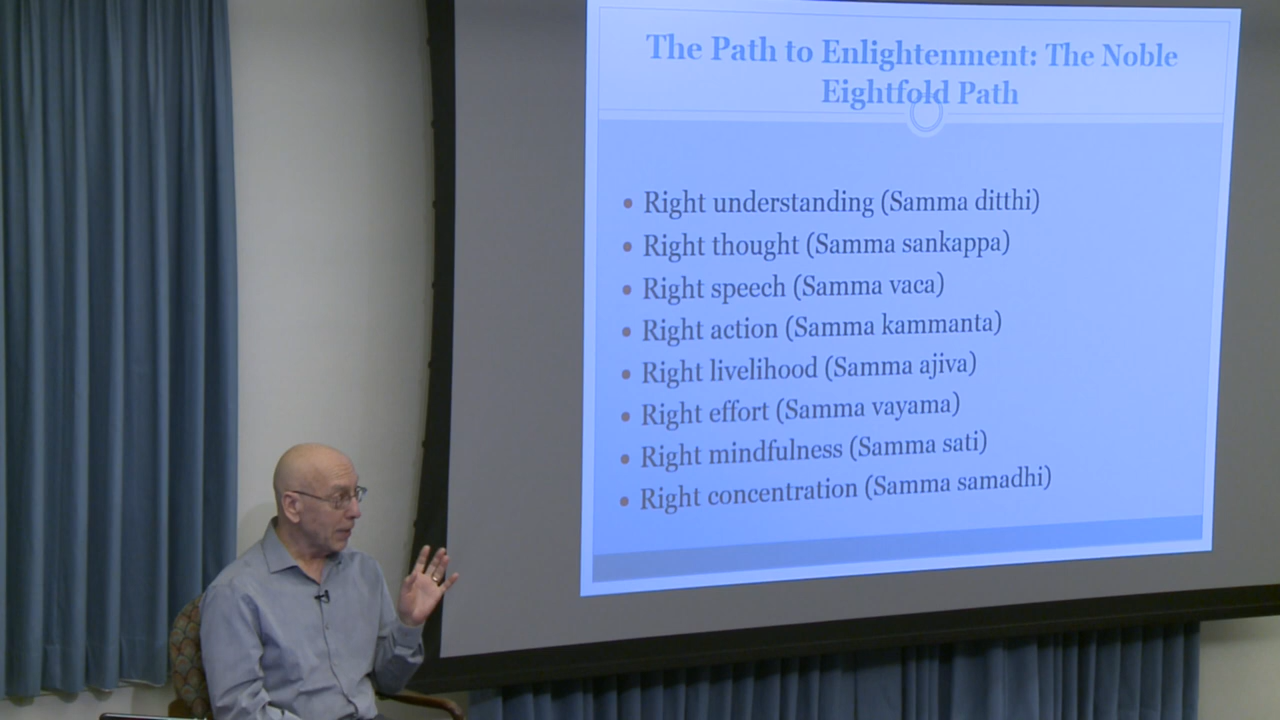 The Path to Enlightenment: The Noble
Eightfold Path
• Right understanding (Samma ditthi)
• Right thought (Samma sankappa)
• Right speech (Samma vaca)
• Right action (Samma kammanta)
• Right livelihood (Samma ajiva)
• Right effort (Samma vayama)
• Right mindfulness (Samma sati)
• Right concentration (Samma samadhi)